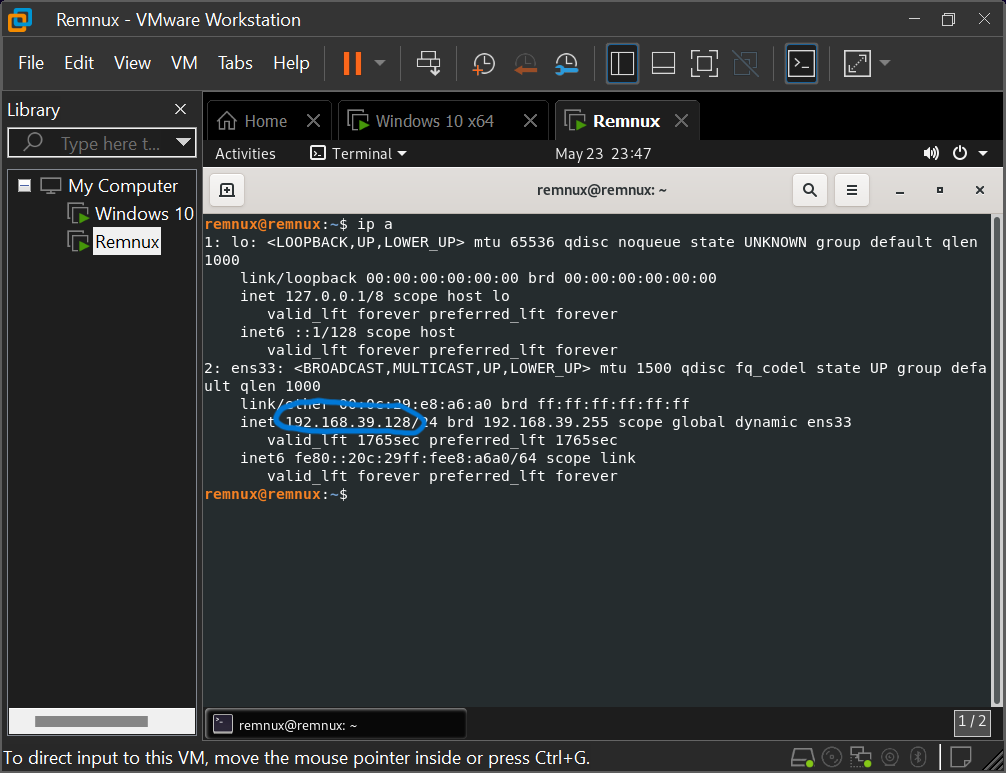 Remnux - VMware Workstation
File Edit View VM Tabs Help
Library
Home
Windows 10 x64
Remnux
Type here t...
Activities
Terminal
May 23 23:47
My Computer
Windows 10
Remnux
remnux@remnux: ~
remnux@remnux:~$ ip a
1: lo: <LOOPBACK,UP,LOWER_UP> mtu 65536 qdisc noqueue state UNKNOWN group default qlen
1000
link/loopback 00:00:00:00:00:00 brd 00:00:00:00:00:00
inet 127.0.0.1/8 scope host lo
valid_lft forever preferred_lft forever
inet6 ::1/128 scope host
valid_lft forever preferred_lft forever
2: ens33: <BROADCAST,MULTICAST,UP,LOWER_UP> mtu 1500 qdisc fq_codel state UP group defa
ult qlen 1000
link/ether 00:0c:29:e8:a6:a0 brd ff:ff:ff:ff:ff:ff
inet 192.168.39.128/24 brd 192.168.39.255 scope global dynamic ens33
valid_lft 1765sec preferred_lft 1765sec
inet6 fe80::20c:29ff:fee8:a6a0/64 scope link
valid_lft forever preferred_lft forever
remnux@remnux:~$
remnux@remnux: ~
1 / 2
To direct input to this VM, move the mouse pointer inside or press Ctrl+G.